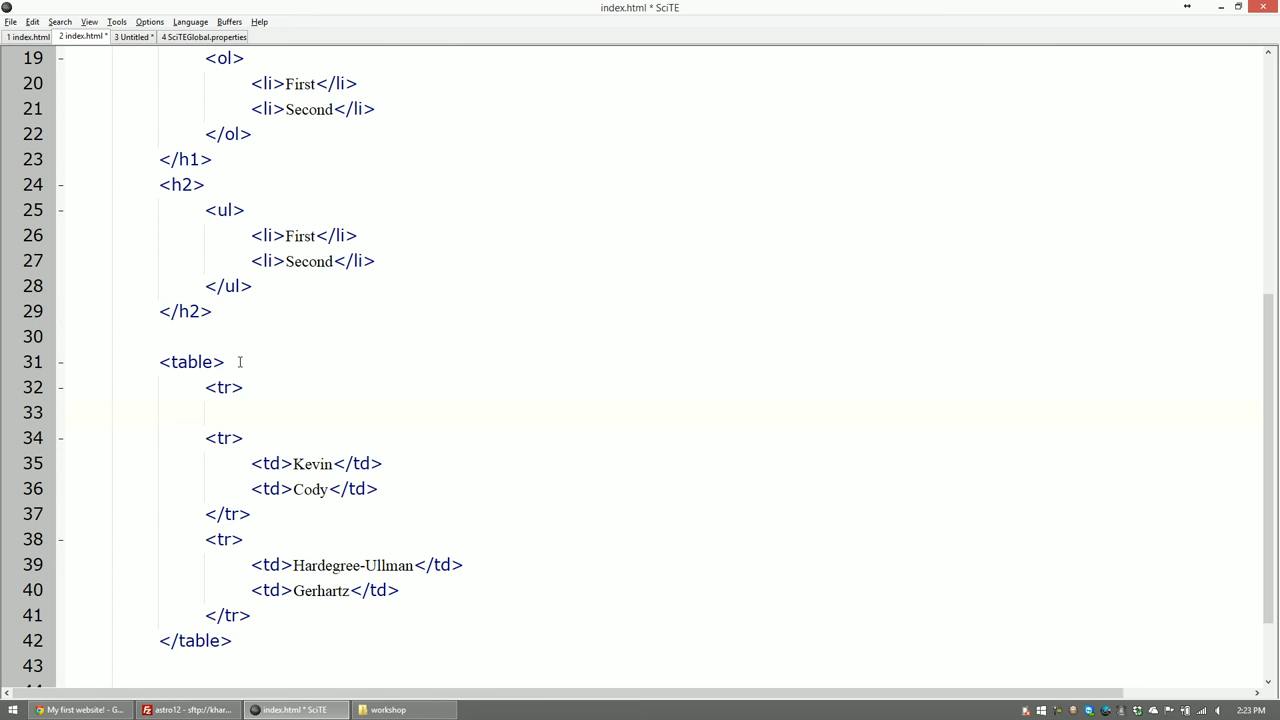 index.html * SciTE
File Edit Search View Tools Options Language Buffers Help
1 index.html 2 index.html * 3 Untitled * 4 SciTEGlobal.properties
19 - <ol>
20 <li>First</li>
21 <li>Second</li>
22 </ol>
23 </h1>
24 - <h2>
25 - <ul>
26 <li>First</li>
27 <li>Second</li>
28 </ul>
29 </h2>
30
31 - <table>
32 - <tr>
33
34 - <tr>
35 <td>Kevin</td>
36 <td>Cody</td>
37 </tr>
38 - <tr>
39 <td>Hardegree-Ullman</td>
40 <td>Gerhartz</td>
41 </tr>
42 </table>
43
My first website! - G... astro12 - sftp://khar... index.html * SciTE workshop 2:23 PM